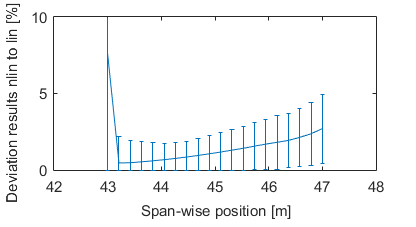 Deviation results nlin to lin [%]
10
5
0
42 43 44 45 46 47 48
Span-wise position [m]